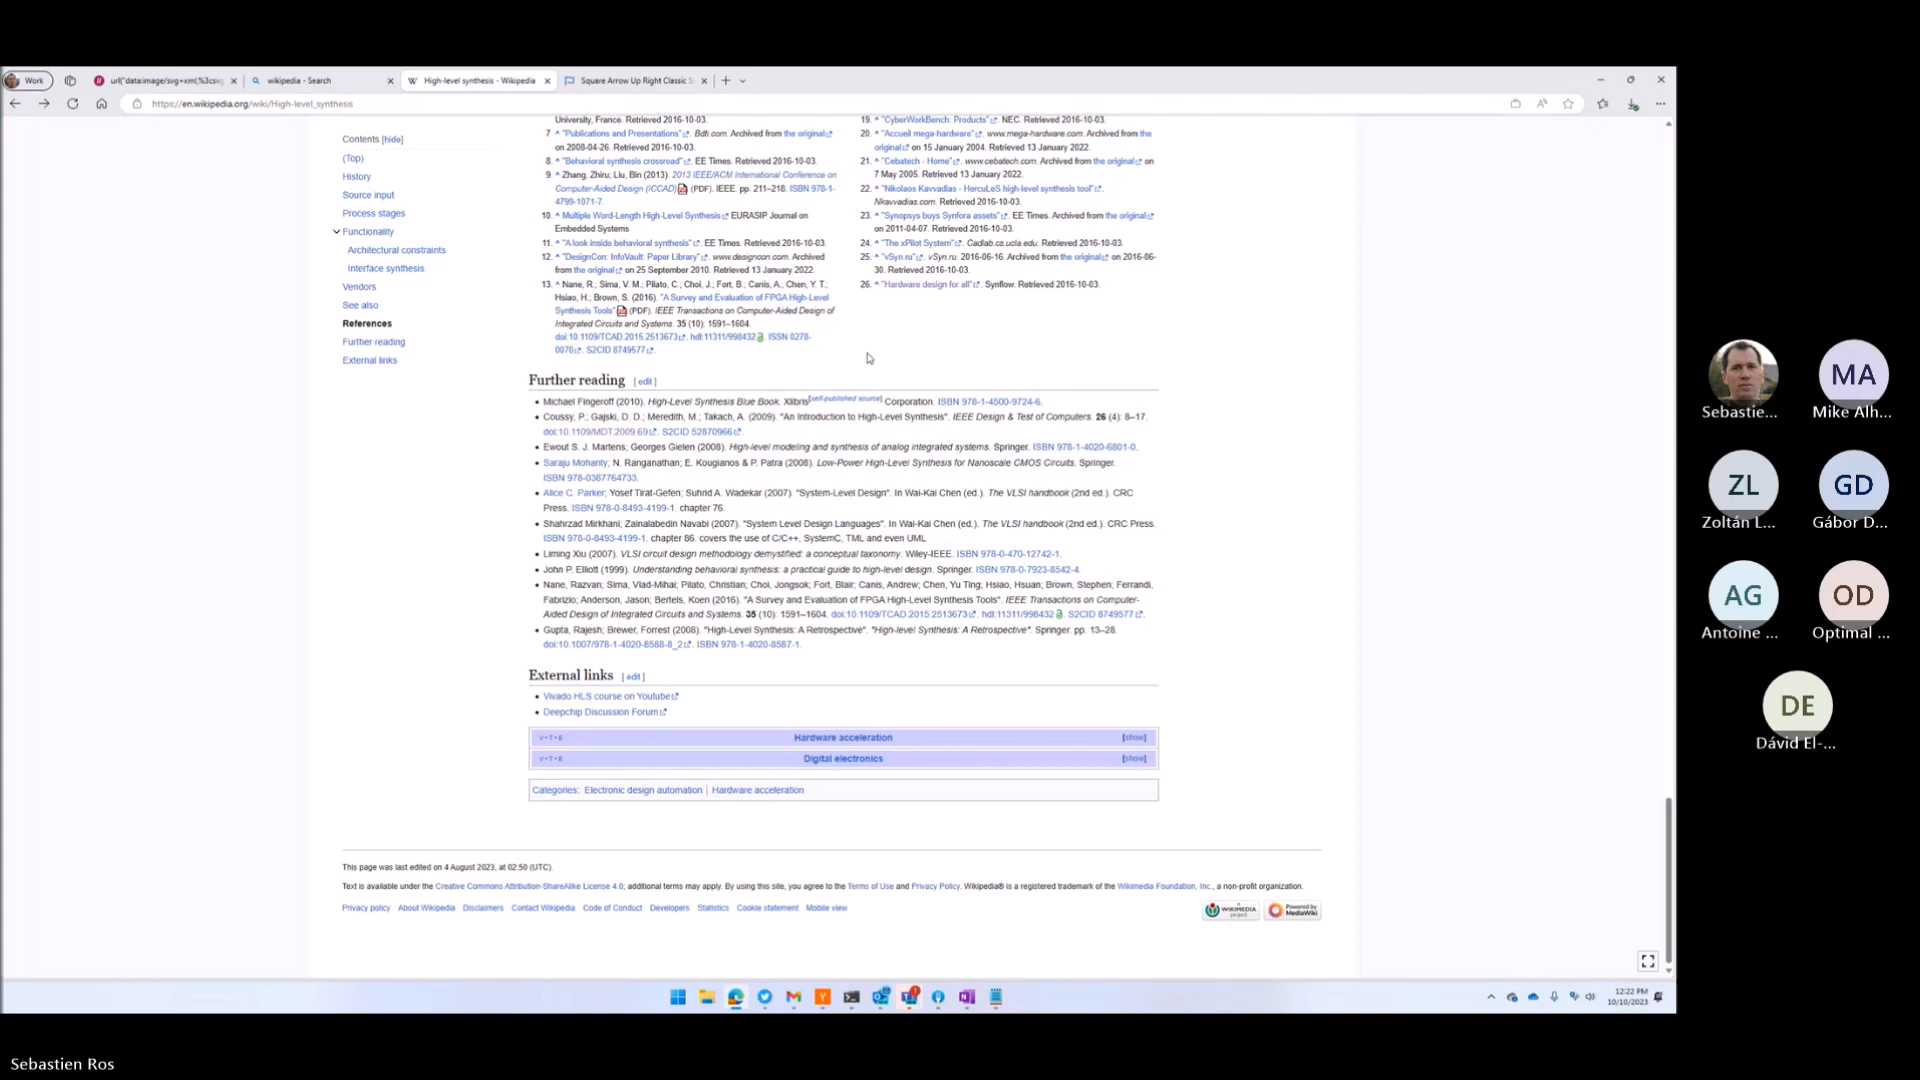 Work
url("data:image/svg+xml,%3csvg
wikipedia - Search
High-level synthesis - Wikipedia
Square Arrow Up Right Classic S
https://en.wikipedia.org/wiki/High-level_synthesis
Contents [hide]
(Top)
History
Source input
Process stages
Functionality
Architectural constraints
Interface synthesis
Vendors
See also
References
Further reading
External links
University, France. Retrieved 2016-10-03.
7. ^ "Publications and Presentations". Bdti.com. Archived from the original
on 2008-04-26. Retrieved 2016-10-03.
8. ^ "Behavioral synthesis crossroad". EE Times. Retrieved 2016-10-03.
9. ^ Zhang, Zhiru; Liu, Bin (2013). 2013 IEEE/ACM International Conference on
Computer-Aided Design (ICCAD) (PDF). IEEE. pp. 211–218. ISBN 978-1-
4799-1071-7.
10. ^ Multiple Word-Length High-Level Synthesis EURASIP Journal on
Embedded Systems
11. ^ "A look inside behavioral synthesis". EE Times. Retrieved 2016-10-03.
12. ^ "DesignCon: InfoVault: Paper Library". www.designcon.com. Archived
from the original on 25 September 2010. Retrieved 13 January 2022.
13. ^ Nane, R.; Sima, V. M.; Pilato, C.; Choi, J.; Fort, B.; Canis, A.; Chen, Y. T.;
Hsiao, H.; Brown, S. (2016). "A Survey and Evaluation of FPGA High-Level
Synthesis Tools" (PDF). IEEE Transactions on Computer-Aided Design of
Integrated Circuits and Systems. 35 (10): 1591–1604.
doi:10.1109/TCAD.2015.2513673. hdl:11311/998432. ISSN 0278-
0070. S2CID 8749577.
19. ^ "CyberWorkBench: Products". NEC. Retrieved 2016-10-03.
20. ^ "Accueil mega-hardware". www.mega-hardware.com. Archived from the
original on 15 January 2004. Retrieved 13 January 2022.
21. ^ "Cebatech - Home". www.cebatech.com. Archived from the original on
7 May 2005. Retrieved 13 January 2022.
22. ^ "Nikolaos Kavvadias - HercuLeS high-level synthesis tool".
Nkavvadias.com. Retrieved 2016-10-03.
23. ^ "Synopsys buys Synfora assets". EE Times. Archived from the original
on 2011-04-07. Retrieved 2016-10-03.
24. ^ "The xPilot System". Cadlab.cs.ucla.edu. Retrieved 2016-10-03.
25. ^ "vSyn.ru". vSyn.ru. 2016-06-16. Archived from the original on 2016-06-
30. Retrieved 2016-10-03.
26. ^ "Hardware design for all". Synflow. Retrieved 2016-10-03.
Further reading [ edit ]
• Michael Fingeroff (2010). High-Level Synthesis Blue Book. Xlibris[self-published source] Corporation. ISBN 978-1-4500-9724-6.
• Coussy, P.; Gajski, D. D.; Meredith, M.; Takach, A. (2009). "An Introduction to High-Level Synthesis". IEEE Design & Test of Computers. 26 (4): 8–17.
doi:10.1109/MDT.2009.69. S2CID 52870966.
• Ewout S. J. Martens; Georges Gielen (2008). High-level modeling and synthesis of analog integrated systems. Springer. ISBN 978-1-4020-6801-0.
• Saraju Mohanty; N. Ranganathan; E. Kougianos & P. Patra (2008). Low-Power High-Level Synthesis for Nanoscale CMOS Circuits. Springer.
ISBN 978-0387764733.
• Alice C. Parker; Yosef Tirat-Gefen; Suhrid A. Wadekar (2007). "System-Level Design". In Wai-Kai Chen (ed.). The VLSI handbook (2nd ed.). CRC
Press. ISBN 978-0-8493-4199-1. chapter 76.
• Shahrzad Mirkhani; Zainalabedin Navabi (2007). "System Level Design Languages". In Wai-Kai Chen (ed.). The VLSI handbook (2nd ed.). CRC Press.
ISBN 978-0-8493-4199-1. chapter 86. covers the use of C/C++, SystemC, TML and even UML
• Liming Xiu (2007). VLSI circuit design methodology demystified: a conceptual taxonomy. Wiley-IEEE. ISBN 978-0-470-12742-1.
• John P. Elliott (1999). Understanding behavioral synthesis: a practical guide to high-level design. Springer. ISBN 978-0-7923-8542-4.
• Nane, Razvan; Sima, Vlad-Mihai; Pilato, Christian; Choi, Jongsok; Fort, Blair; Canis, Andrew; Chen, Yu Ting; Hsiao, Hsuan; Brown, Stephen; Ferrandi,
Fabrizio; Anderson, Jason; Bertels, Koen (2016). "A Survey and Evaluation of FPGA High-Level Synthesis Tools". IEEE Transactions on Computer-
Aided Design of Integrated Circuits and Systems. 35 (10): 1591–1604. doi:10.1109/TCAD.2015.2513673. hdl:11311/998432. S2CID 8749577.
• Gupta, Rajesh; Brewer, Forrest (2008). "High-Level Synthesis: A Retrospective". "High-level Synthesis: A Retrospective". Springer. pp. 13–28.
doi:10.1007/978-1-4020-8588-8_2. ISBN 978-1-4020-8587-1.
External links [ edit ]
• Vivado HLS course on Youtube
• Deepchip Discussion Forum
V•T•E Hardware acceleration [show]
V•T•E Digital electronics [show]
Categories: Electronic design automation | Hardware acceleration
This page was last edited on 4 August 2023, at 02:50 (UTC).
Text is available under the Creative Commons Attribution-ShareAlike License 4.0; additional terms may apply. By using this site, you agree to the Terms of Use and Privacy Policy. Wikipedia® is a registered trademark of the Wikimedia Foundation, Inc., a non-profit organization.
Privacy policy About Wikipedia Disclaimers Contact Wikipedia Code of Conduct Developers Statistics Cookie statement Mobile view
A WIKIMEDIA project
Powered by MediaWiki
12:22 PM
10/10/2023
Sebastie...
MA
Mike Alh...
ZL
Zoltán L...
GD
Gábor D...
AG
Antoine ...
OD
Optimal ...
DE
Dávid El-...
Sebastien Ros